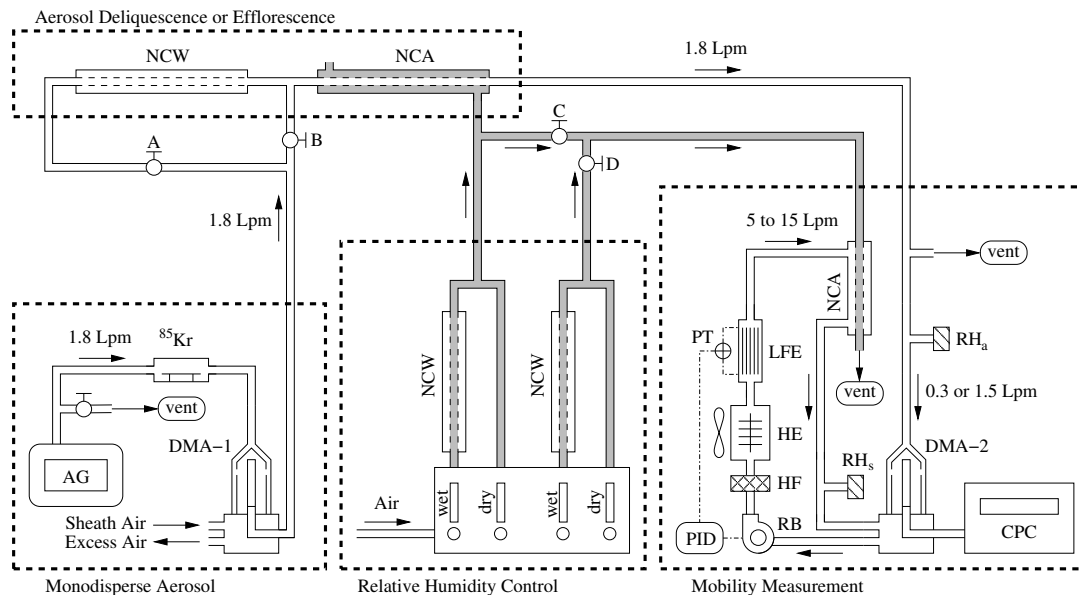 Aerosol Deliquescence or Efflorescence
NCW
NCA
1.8 Lpm
A
B
C
D
1.8 Lpm
5 to 15 Lpm
vent
NCA
1.8 Lpm
85Kr
vent
DMA−1
AG
Sheath Air
Excess Air
Monodisperse Aerosol
NCW
NCW
wet
dry
wet
dry
Air
Relative Humidity Control
PT
LFE
RHa
vent
0.3 or 1.5 Lpm
HE
DMA−2
RHs
HF
RB
PID
CPC
Mobility Measurement